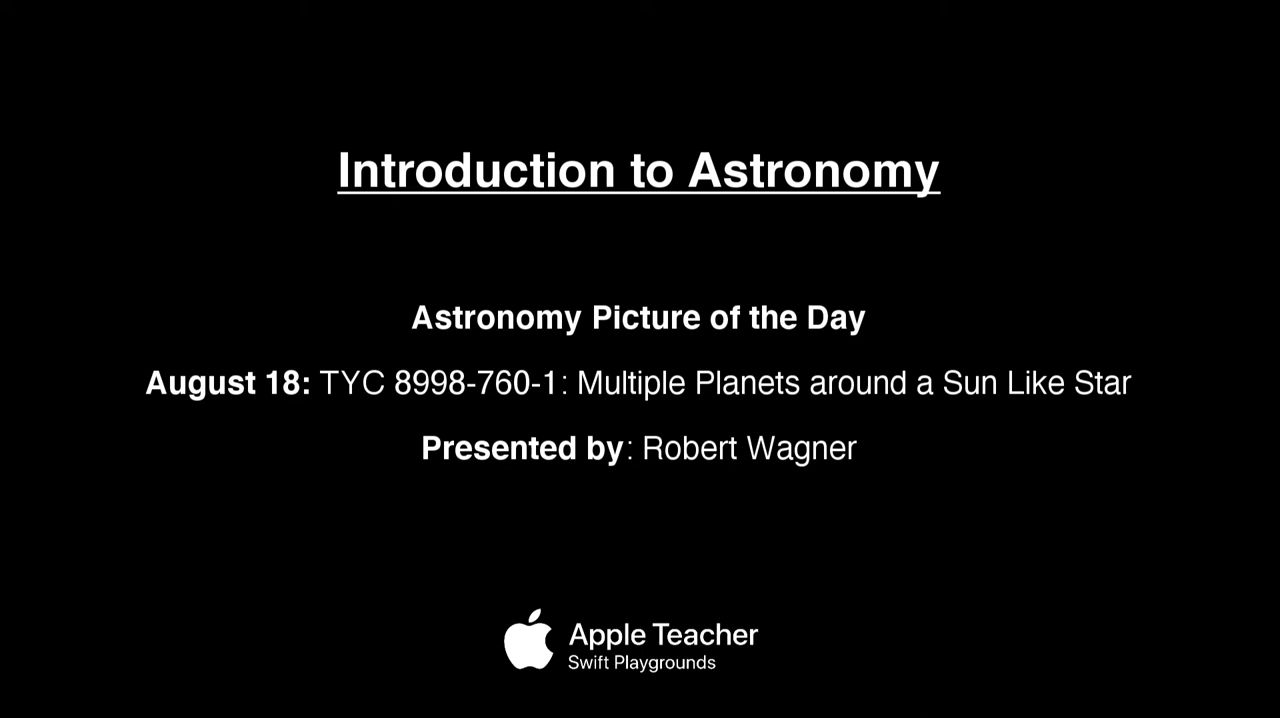 Introduction to Astronomy
Astronomy Picture of the Day
August 18: TYC 8998-760-1: Multiple Planets around a Sun Like Star
Presented by: Robert Wagner
Apple Teacher
Swift Playgrounds